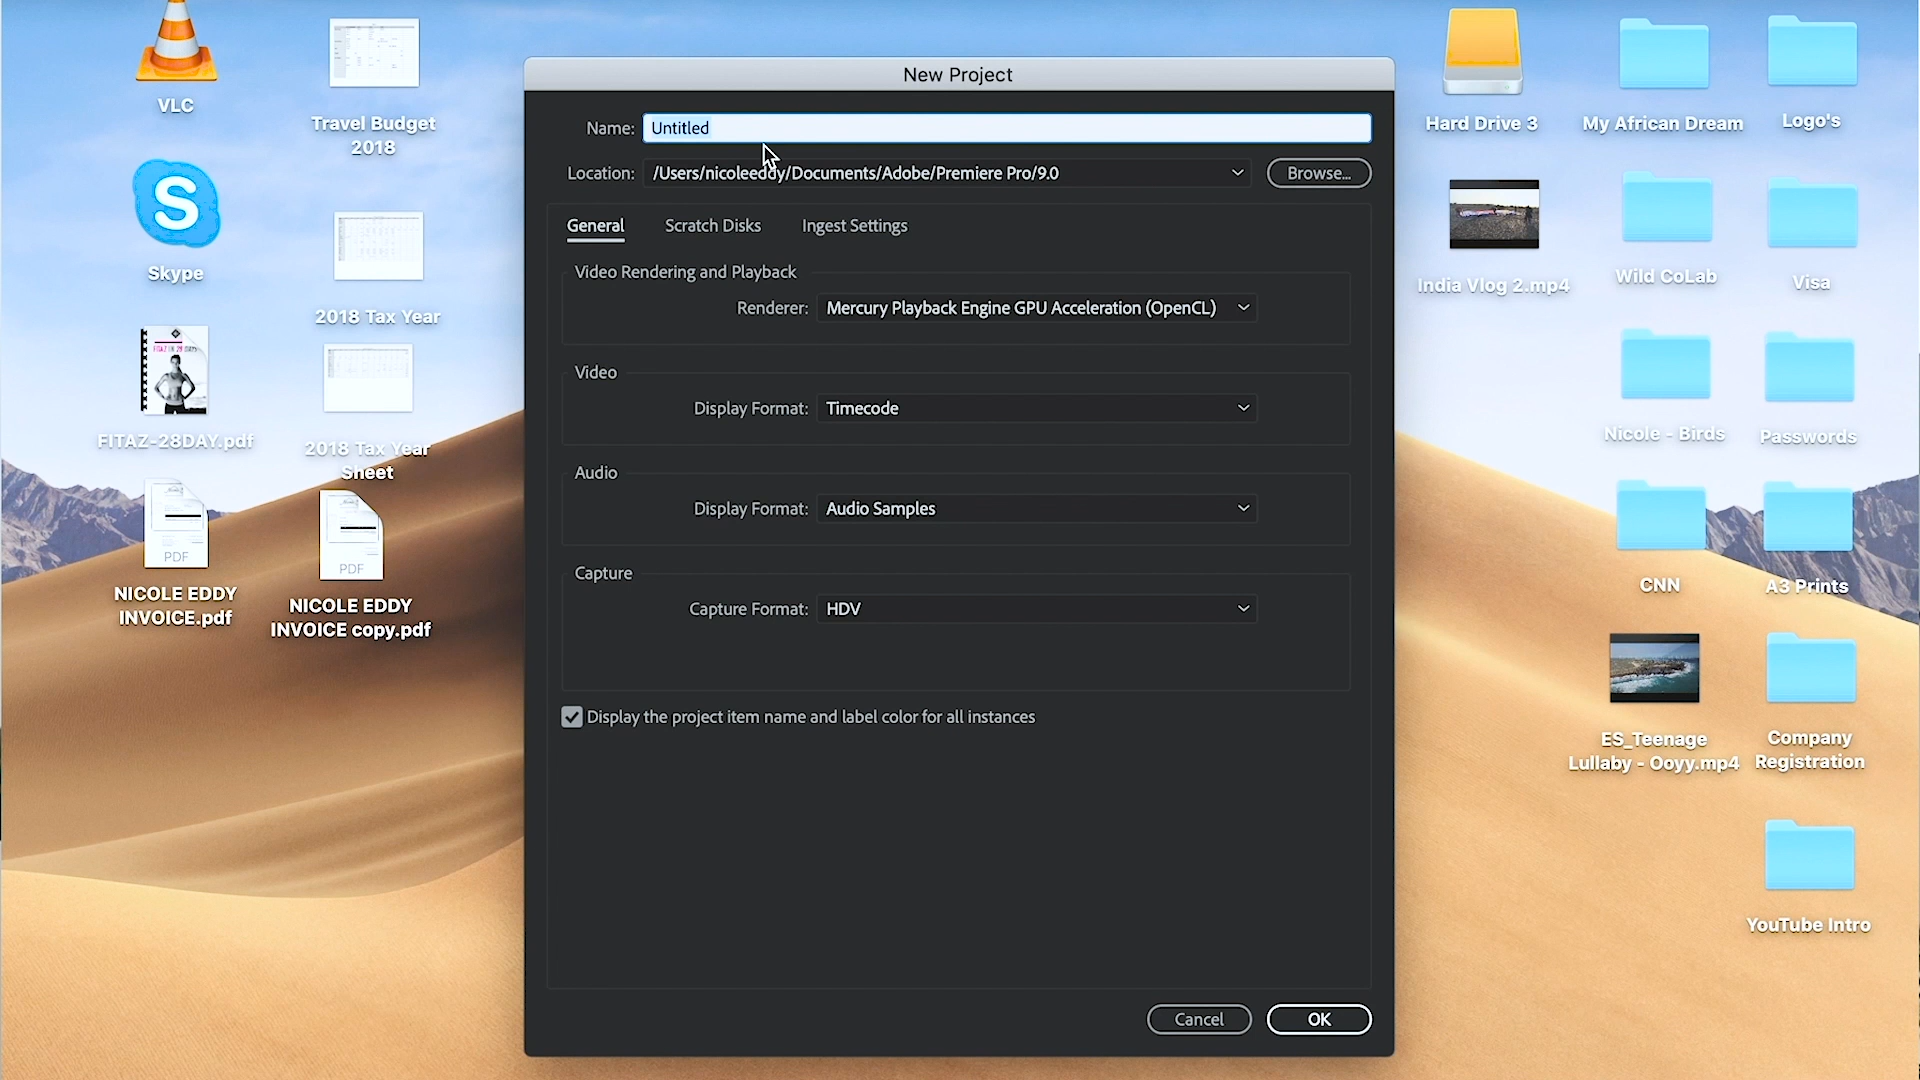 VLC
Travel Budget
2018
Skype
2018 Tax Year
FITAZ-28DAY.pdf
2018 Tax Year
Sheet
PDF
NICOLE EDDY
INVOICE.pdf
PDF
NICOLE EDDY
INVOICE copy.pdf
New Project
Name: Untitled
Location: /Users/nicoleeddy/Documents/Adobe/Premiere Pro/9.0 Browse...
General Scratch Disks Ingest Settings
Video Rendering and Playback
Renderer: Mercury Playback Engine GPU Acceleration (OpenCL)
Video
Display Format: Timecode
Audio
Display Format: Audio Samples
Capture
Capture Format: HDV
Display the project item name and label color for all instances
Cancel OK
Hard Drive 3
My African Dream
Logo's
India Vlog 2.mp4
Wild CoLab
Visa
Nicole - Birds
Passwords
CNN
A3 Prints
ES_Teenage
Lullaby - Ooyy.mp4
Company
Registration
YouTube Intro